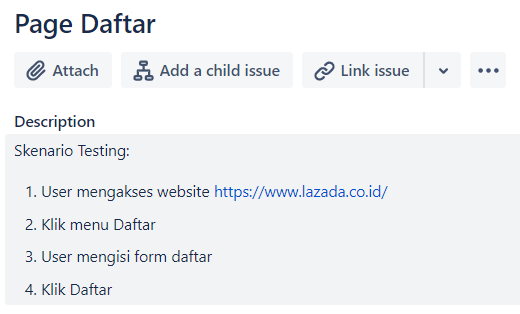 Page Daftar
Attach
Add a child issue
Link issue
Description
Skenario Testing:
1. User mengakses website https://www.lazada.co.id/
2. Klik menu Daftar
3. User mengisi form daftar
4. Klik Daftar